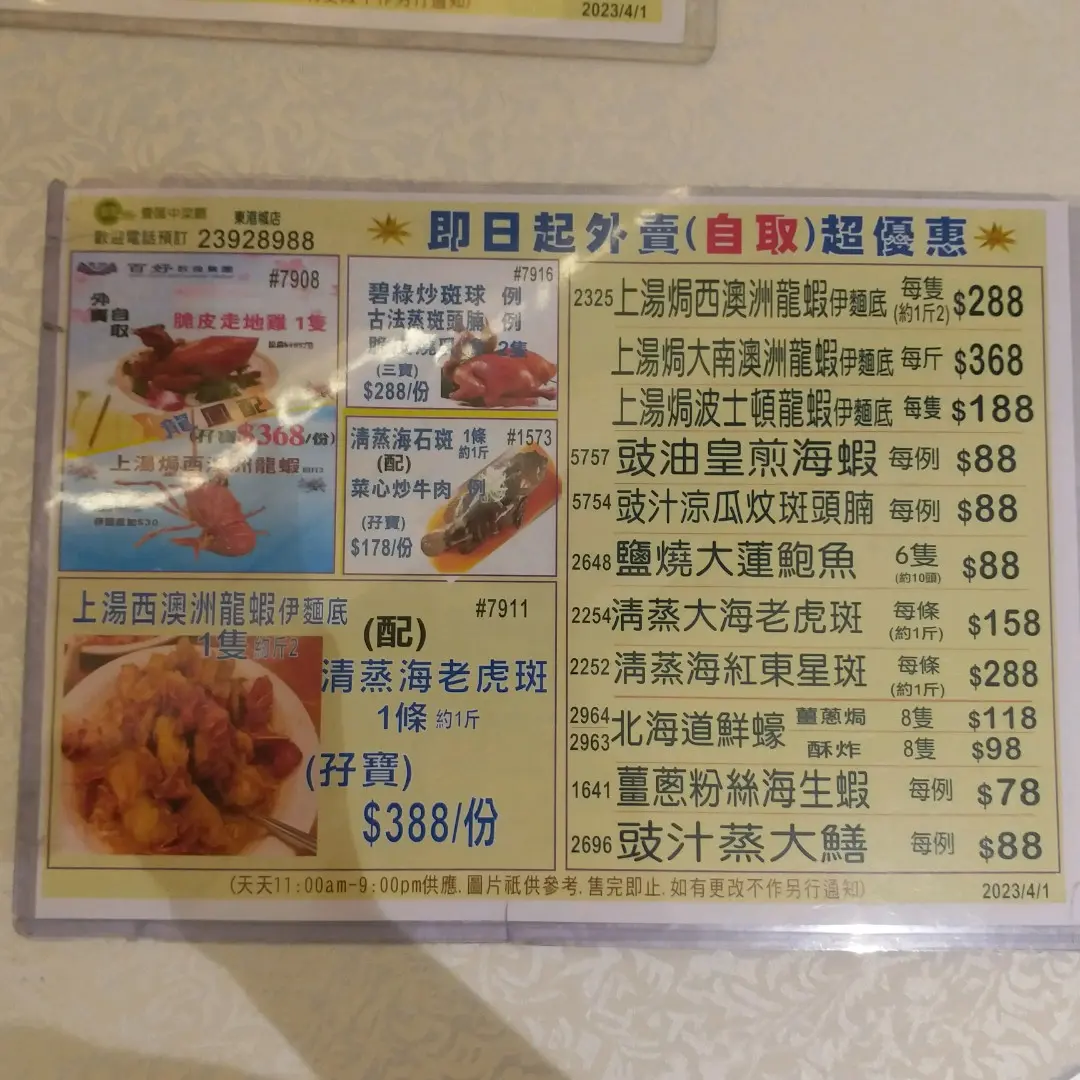 2023/4/1
東港城店
歡迎電話預訂 23928988
即日起外賣(自取)超優惠
百好
#7908
外賣自取
脆皮走地雞 1隻
(孖寶$368/份)
上湯焗西澳洲龍蝦
#7916
碧綠炒斑球 例
古法蒸斑頭腩 例
2隻
(三寶)
$288/份
清蒸海石斑 1條 約1斤 #1573
(配)
菜心炒牛肉 例
(孖寶)
$178/份
上湯西澳洲龍蝦伊麵底 #7911
1隻 約斤2
(配)
清蒸海老虎斑
1條 約1斤
(孖寶)
$388/份
2325 上湯焗西澳洲龍蝦伊麵底 每隻 (約1斤2) $288
上湯焗大南澳洲龍蝦伊麵底 每斤 $368
上湯焗波士頓龍蝦伊麵底 每隻 $188
5757 豉油皇煎海蝦 每例 $88
5754 豉汁涼瓜炆斑頭腩 每例 $88
2648 鹽燒大蓮鮑魚 6隻 (約10頭) $88
2254 清蒸大海老虎斑 每條 (約1斤) $158
2252 清蒸海紅東星斑 每條 (約1斤) $288
2964 北海道鮮蠔 薑蔥焗 8隻 $118
2963 酥炸 8隻 $98
1641 薑蔥粉絲海生蝦 每例 $78
2696 豉汁蒸大鱔 每例 $88
(天天11:00am-9:00pm供應.圖片祇供參考.售完即止.如有更改不作另行通知)
2023/4/1